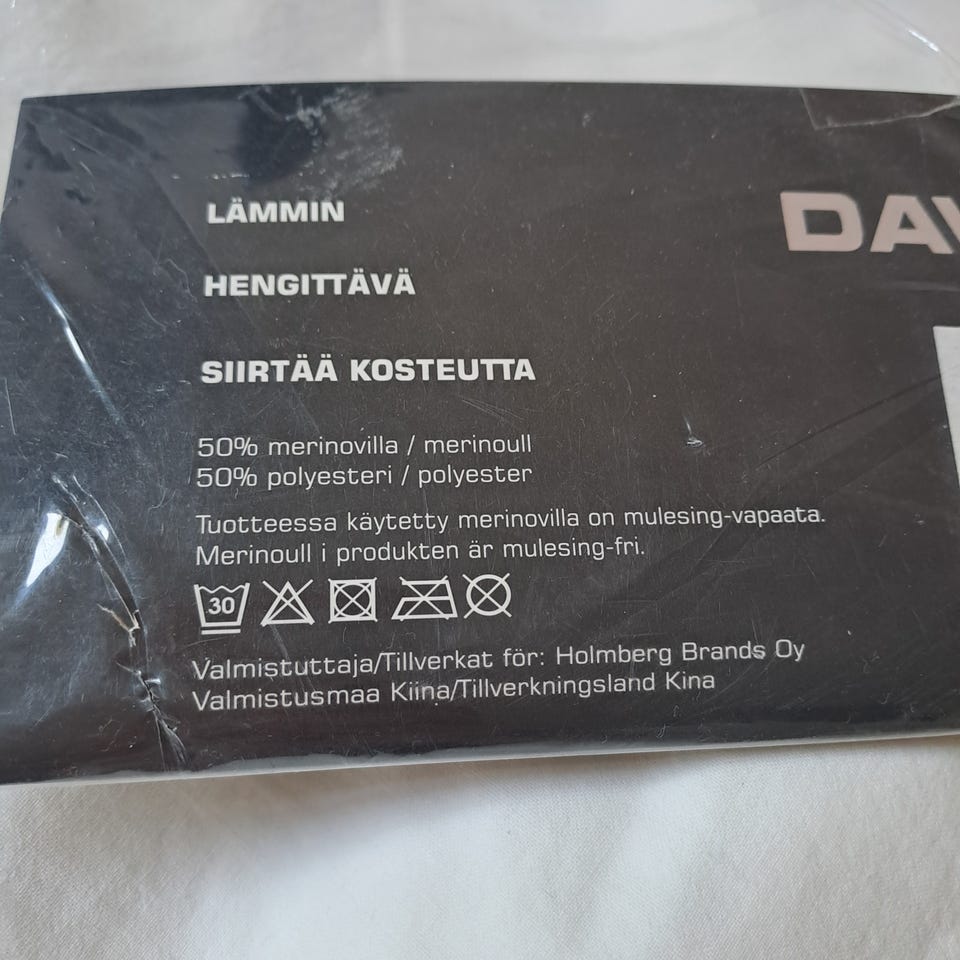 LÄMMIN
HENGITTÄVÄ
SIIRTÄÄ KOSTEUTTA
50% merinovilla / merinoull
50% polyesteri / polyester
Tuotteessa käytetty merinovilla on mulesing-vapaata.
Merinoull i produkten är mulesing-fri.
30
Valmistuttaja/Tillverkat för: Holmberg Brands Oy
Valmistusmaa Kiina/Tillverkningsland Kina